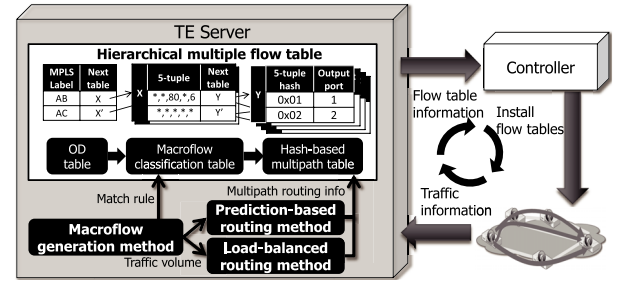 TE Server
Hierarchical multiple flow table
MPLS Label
Next table
AB
X
AC
X'
X
5-tuple
Next table
*,*,80,*,6
Y
*,*,*,*,*
Y'
Y
5-tuple hash
Output port
0x01
1
0x02
2
OD table
Macroflow classification table
Hash-based multipath table
Match rule
Multipath routing info
Macroflow generation method
Prediction-based routing method
Load-balanced routing method
Traffic volume
Controller
Flow table information
Install flow tables
Traffic information